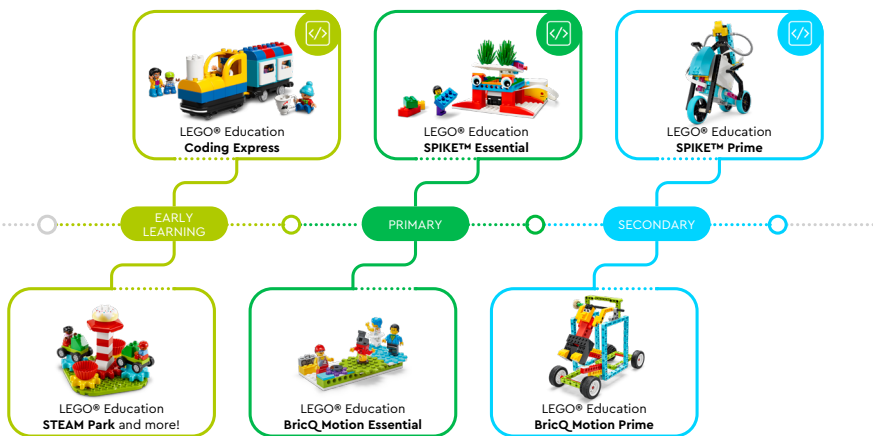 </>
</>
</>
LEGO® Education
Coding Express
LEGO® Education
SPIKE™ Essential
LEGO® Education
SPIKE™ Prime
EARLY
LEARNING
PRIMARY
SECONDARY
LEGO® Education
STEAM Park and more!
LEGO® Education
BricQ Motion Essential
LEGO® Education
BricQ Motion Prime